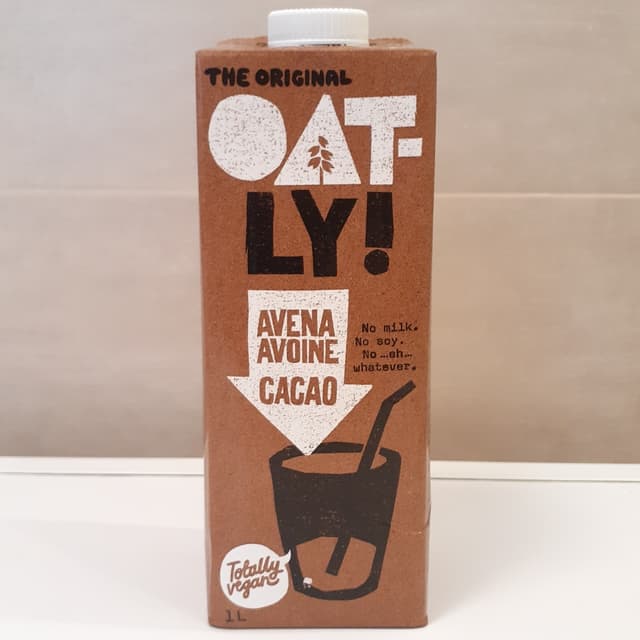 THE ORIGINAL
OAT-
LY!
AVENA
AVOINE
CACAO
No milk.
No soy.
No …eh…
whatever.
Totally
vegan
1L